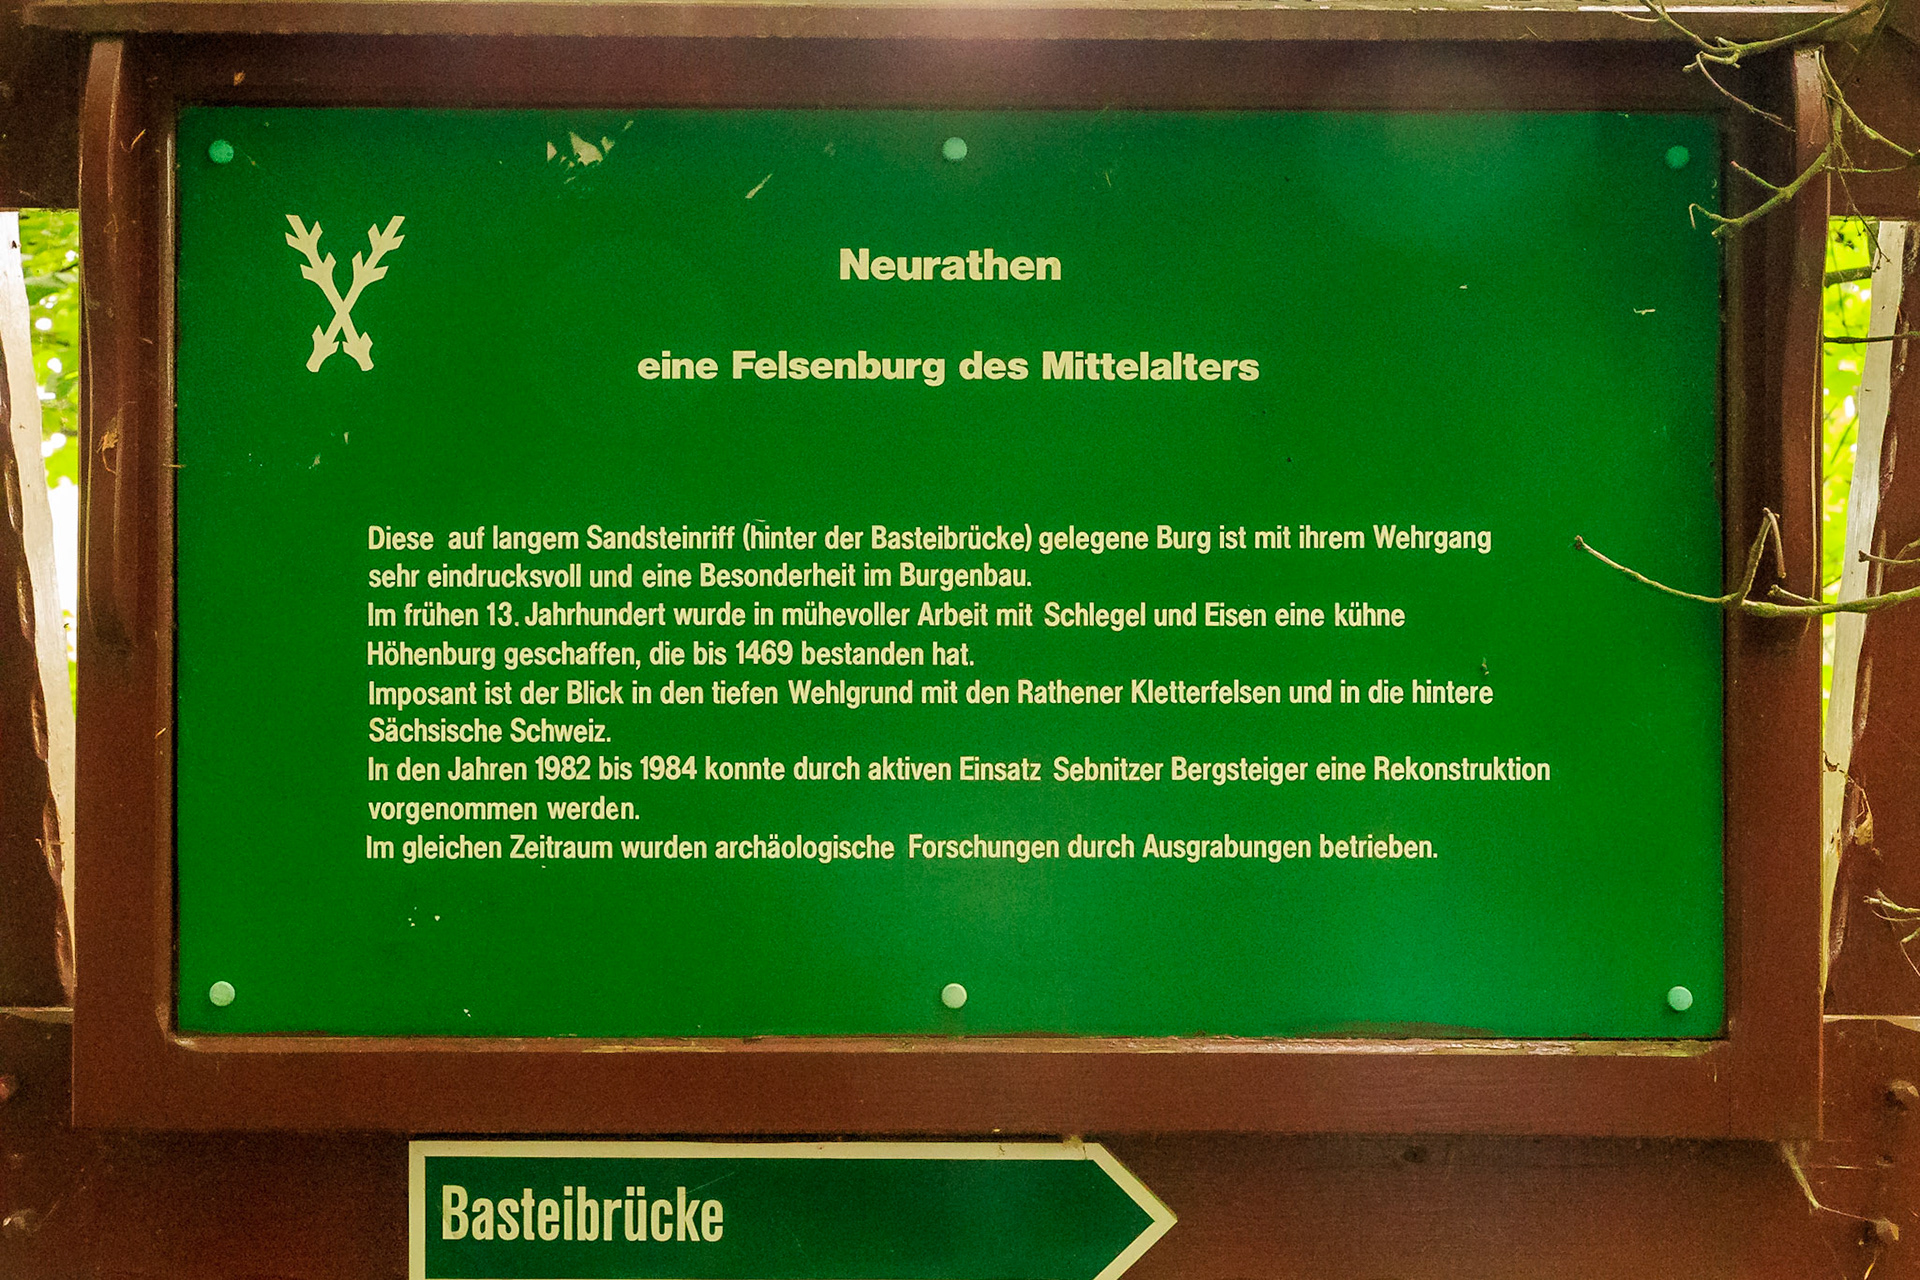 Neurathen
eine Felsenburg des Mittelalters
Diese auf langem Sandsteinriff (hinter der Basteibrücke) gelegene Burg ist mit ihrem Wehrgang
sehr eindrucksvoll und eine Besonderheit im Burgenbau.
Im frühen 13. Jahrhundert wurde in mühevoller Arbeit mit Schlegel und Eisen eine kühne
Höhenburg geschaffen, die bis 1469 bestanden hat.
Imposant ist der Blick in den tiefen Wehlgrund mit den Rathener Kletterfelsen und in die hintere
Sächsische Schweiz.
In den Jahren 1982 bis 1984 konnte durch aktiven Einsatz Sebnitzer Bergsteiger eine Rekonstruktion
vorgenommen werden.
Im gleichen Zeitraum wurden archäologische Forschungen durch Ausgrabungen betrieben.
Basteibrücke